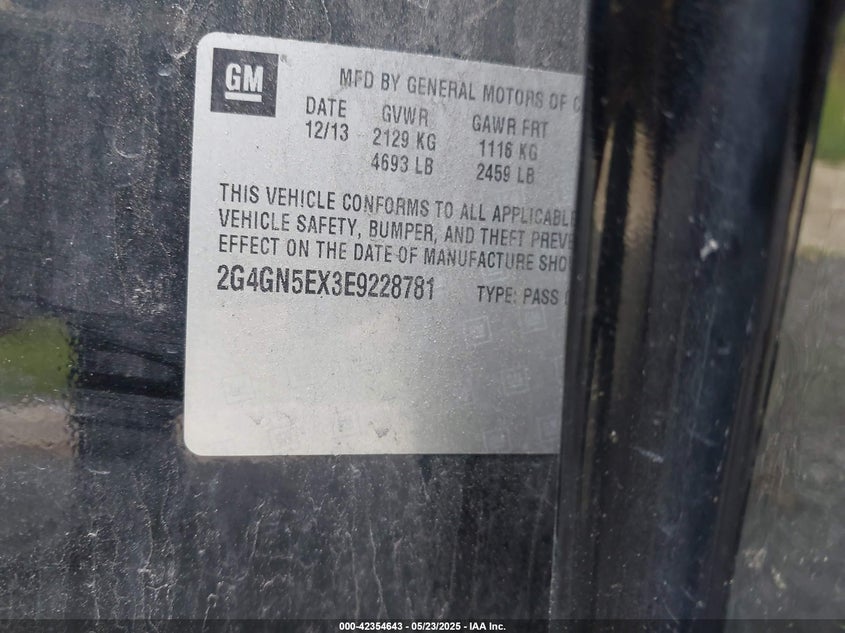 GM
MFD BY GENERAL MOTORS OF
DATE GVWR GAWR FRT
12/13 2129 KG 1116 KG
4693 LB 2459 LB
THIS VEHICLE CONFORMS TO ALL APPLICABLE
VEHICLE SAFETY, BUMPER, AND THEFT PREVE
EFFECT ON THE DATE OF MANUFACTURE SHO
2G4GN5EX3E9228781 TYPE: PASS
000-42354643 - 05/23/2025 - IAA Inc.